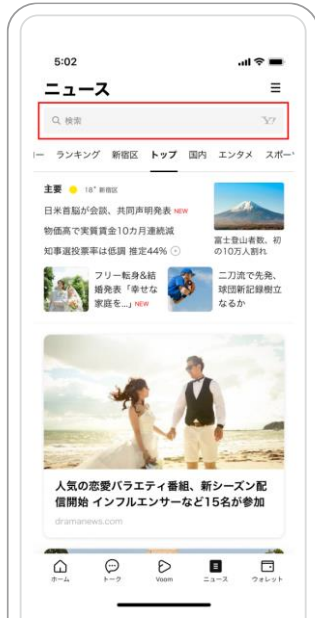 5:02
ニュース
検索
Y?
ー ランキング 新宿区 トップ 国内 エンタメ スポー
主要 18° 新宿区
日米首脳が会談、共同声明発表 NEW
物価高で実質賃金10カ月連続減
知事選投票率は低調 推定44%
富士登山者数、初
の10万人割れ
フリー転身&結
婚発表「幸せな
家庭を...」 NEW
二刀流で先発、
球団新記録樹立
なるか
人気の恋愛バラエティ番組、新シーズン配
信開始 インフルエンサーなど15名が参加
dramanews.com
ホーム トーク Voom ニュース ウォレット